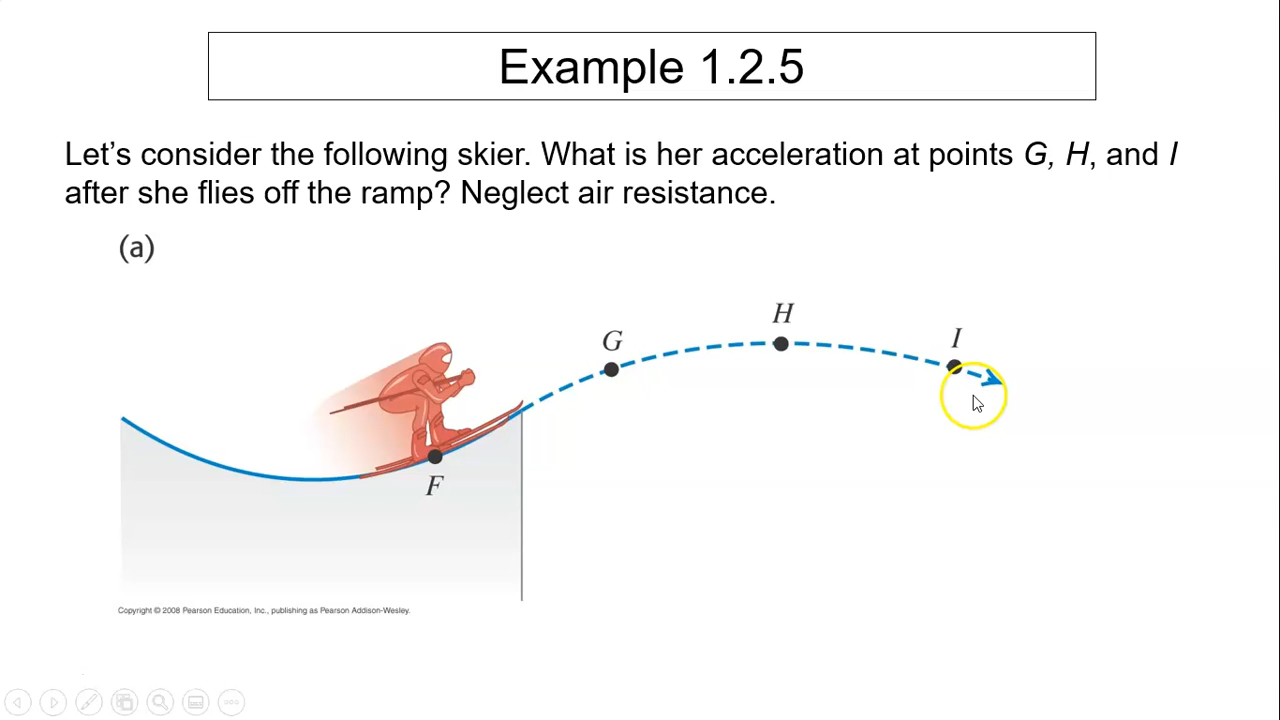 Example 1.2.5
Let’s consider the following skier. What is her acceleration at points G, H, and I
after she flies off the ramp? Neglect air resistance.
(a)
H
G
I
F
Copyright © 2008 Pearson Education, Inc., publishing as Pearson Addison-Wesley.